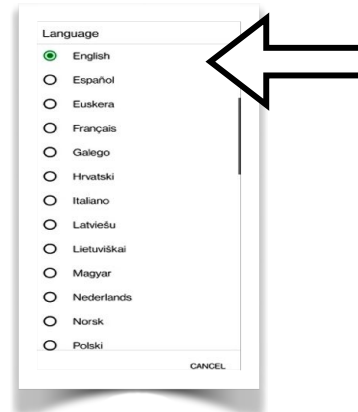 Language
English
Español
Euskera
Français
Galego
Hrvatski
Italiano
Latviešu
Lietuviškai
Magyar
Nederlands
Norsk
Polski
CANCEL